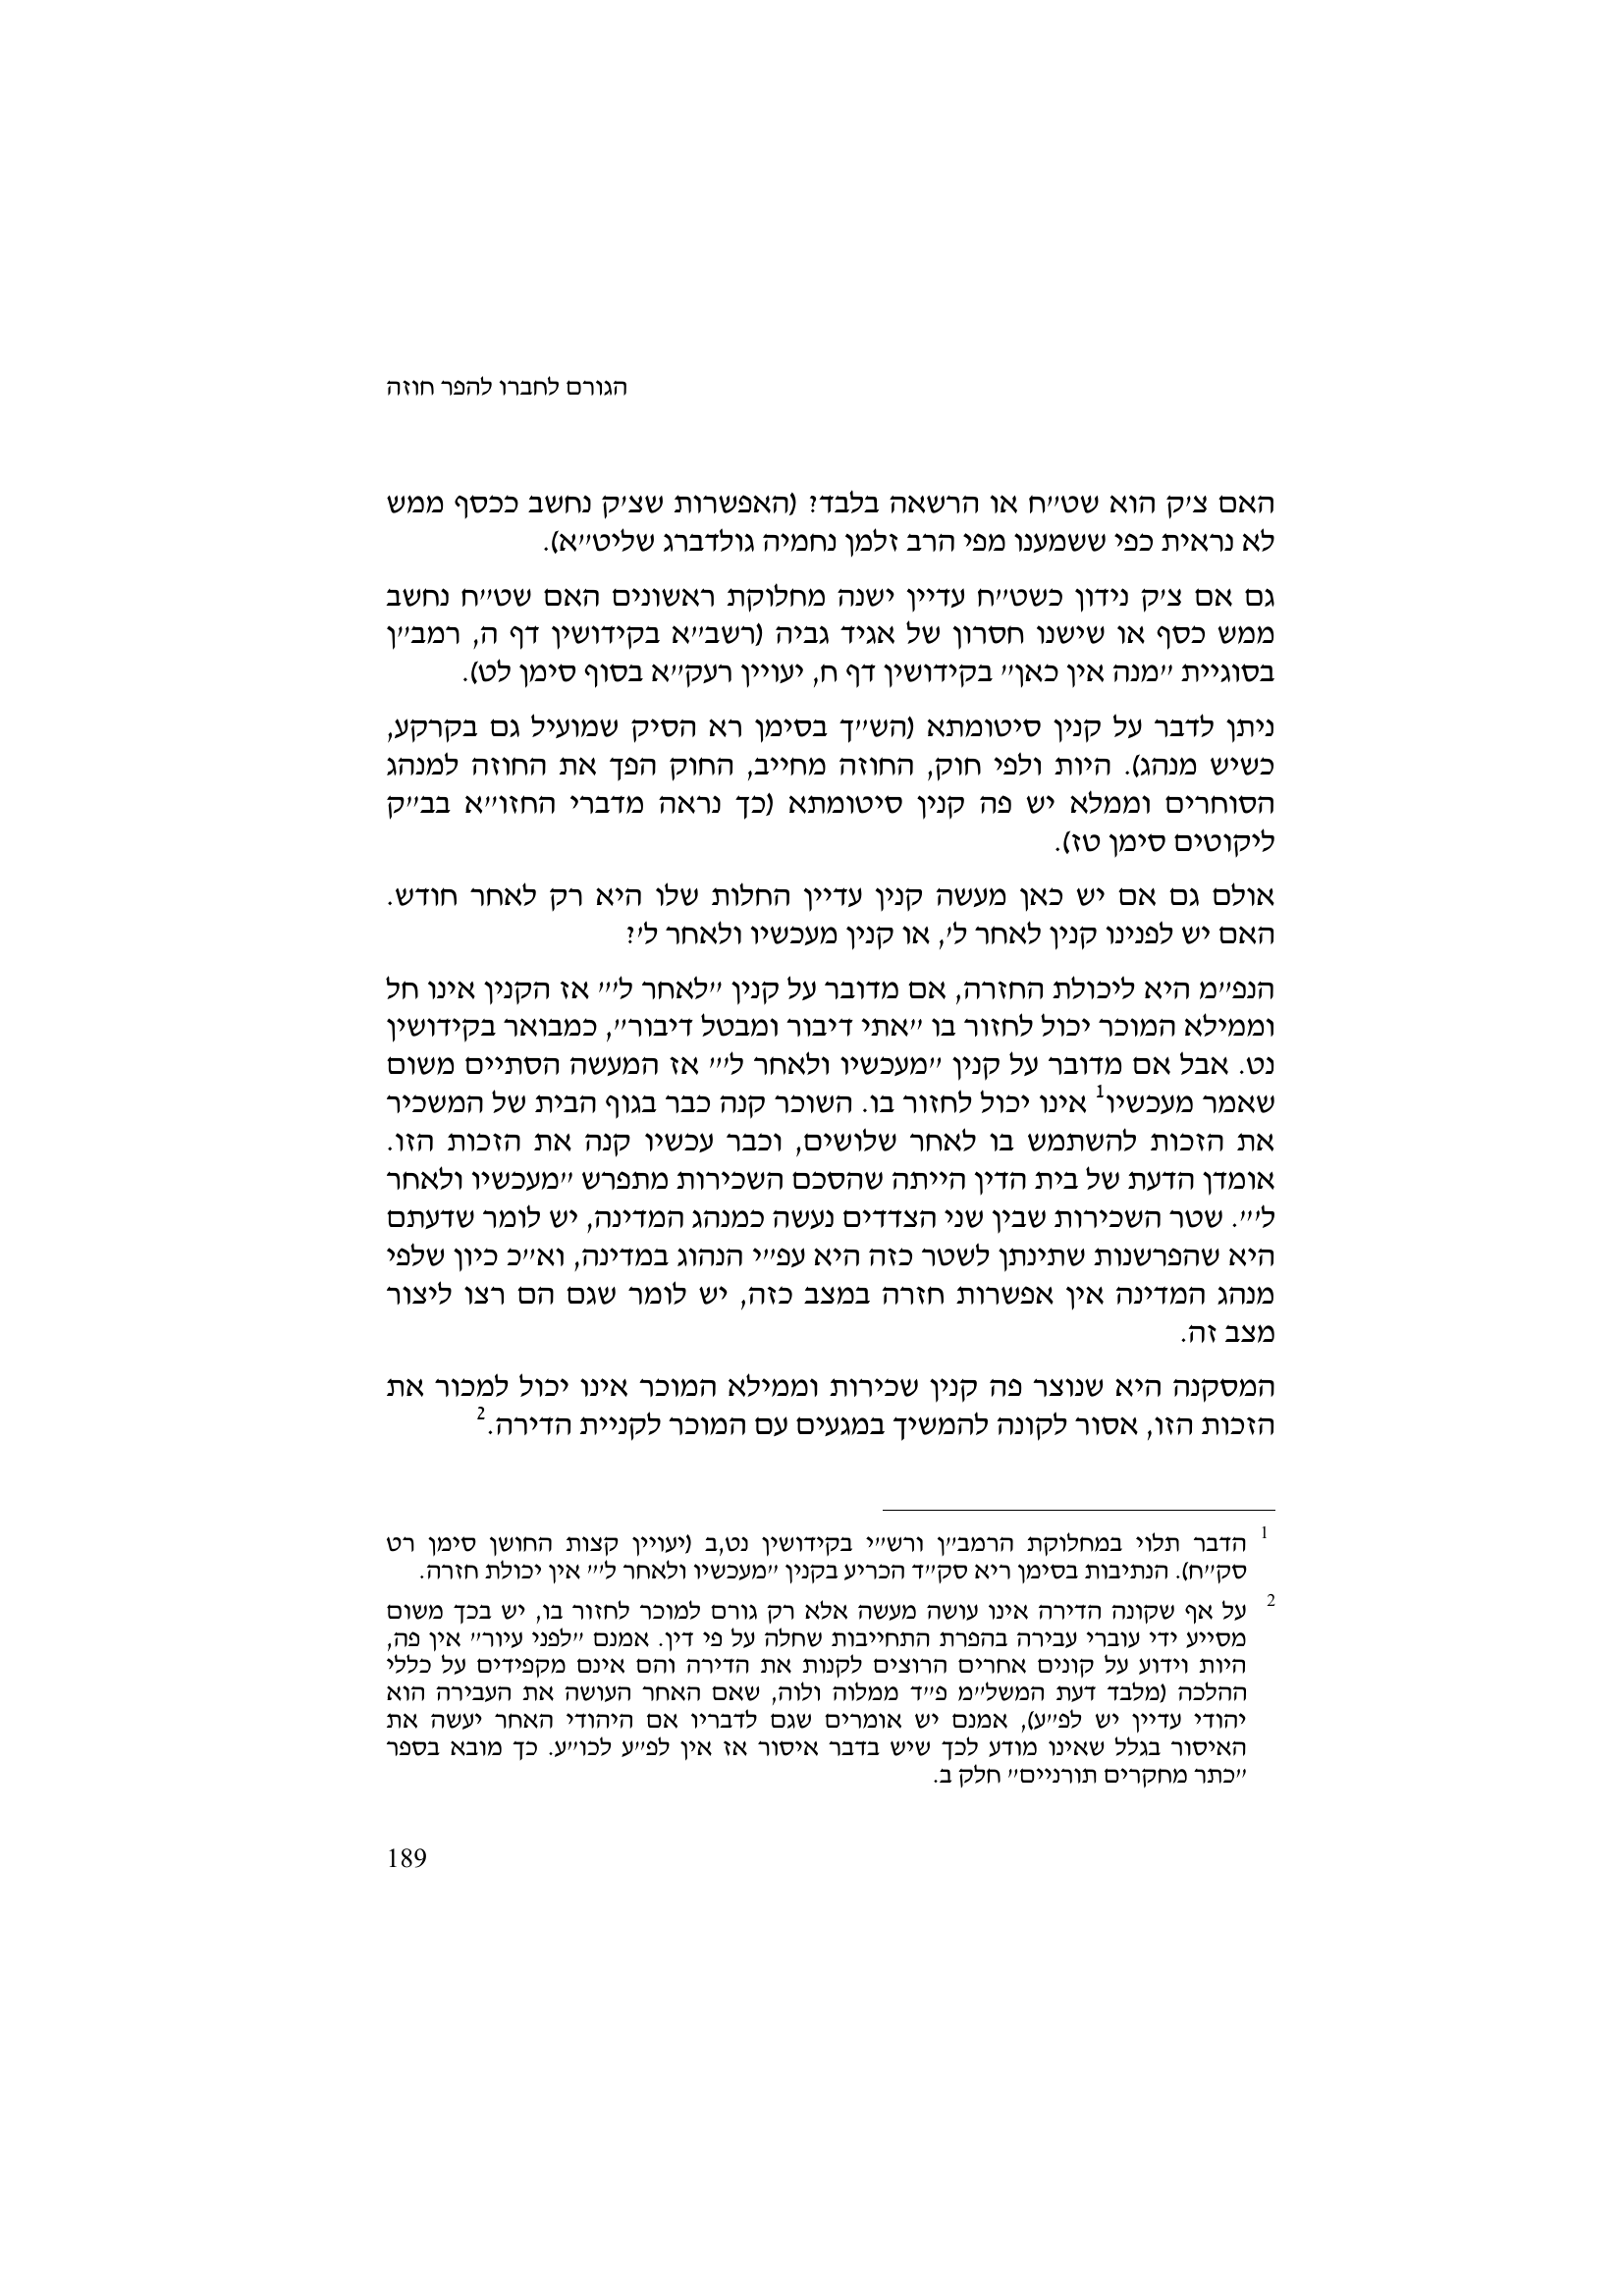 הגורם לחברו להפר חוזה
האם צ'ק הוא שט"ח או הרשאה בלבד? (האפשרות שצ'ק נחשב ככסף ממש
לא נראית כפי ששמענו מפי הרב זלמן נחמיה גולדברג שליט"א).
גם אם צ'ק נידון כשט"ח עדיין ישנה מחלוקת ראשונים האם שט"ח נחשב
ממש כסף או שישנו חסרון של אגיד גביה (רשב"א בקידושין דף ה, רמב"ן
בסוגיית "מנה אין כאן" בקידושין דף ח, יעויין רעק"א בסוף סימן לט).
ניתן לדבר על קנין סיטומתא (הש"ך בסימן רא הסיק שמועיל גם בקרקע,
כשיש מנהג). היות ולפי חוק, החוזה מחייב, החוק הפך את החוזה למנהג
הסוחרים וממלא יש פה קנין סיטומתא (כך נראה מדברי החזו"א בב"ק
ליקוטים סימן טז).
אולם גם אם יש כאן מעשה קנין עדיין החלות שלו היא רק לאחר חודש.
האם יש לפנינו קנין לאחר ל', או קנין מעכשיו ולאחר ל'?
הנפ"מ היא ליכולת החזרה, אם מדובר על קנין "לאחר ל'" אז הקנין אינו חל
וממילא המוכר יכול לחזור בו "אתי דיבור ומבטל דיבור", כמבואר בקידושין
נט. אבל אם מדובר על קנין "מעכשיו ולאחר ל'" אז המעשה הסתיים משום
שאמר מעכשיו1 אינו יכול לחזור בו. השוכר קנה כבר בגוף הבית של המשכיר
את הזכות להשתמש בו לאחר שלושים, וכבר עכשיו קנה את הזכות הזו.
אומדן הדעת של בית הדין הייתה שהסכם השכירות מתפרש "מעכשיו ולאחר
ל'". שטר השכירות שבין שני הצדדים נעשה כמנהג המדינה, יש לומר שדעתם
היא שהפרשנות שתינתן לשטר כזה היא עפ"י הנהוג במדינה, וא"כ כיון שלפי
מנהג המדינה אין אפשרות חזרה במצב כזה, יש לומר שגם הם רצו ליצור
מצב זה.
המסקנה היא שנוצר פה קנין שכירות וממילא המוכר אינו יכול למכור את
הזכות הזו, אסור לקונה להמשיך במגעים עם המוכר לקניית הדירה.2
1 הדבר תלוי במחלוקת הרמב"ן ורש"י בקידושין נט,ב (יעויין קצות החושן סימן רט
סק"ח). הנתיבות בסימן ריא סק"ד הכריע בקנין "מעכשיו ולאחר ל'" אין יכולת חזרה.
2 על אף שקונה הדירה אינו עושה מעשה אלא רק גורם למוכר לחזור בו, יש בכך משום
מסייע ידי עוברי עבירה בהפרת התחייבות שחלה על פי דין. אמנם "לפני עיור" אין פה,
היות וידוע על קונים אחרים הרוצים לקנות את הדירה והם אינם מקפידים על כללי
ההלכה (מלבד דעת המשל"מ פ"ד ממלוה ולוה, שאם האחר העושה את העבירה הוא
יהודי עדיין יש לפ"ע), אמנם יש אומרים שגם לדבריו אם היהודי האחר יעשה את
האיסור בגלל שאינו מודע לכך שיש בדבר איסור אז אין לפ"ע לכו"ע. כך מובא בספר
"כתר מחקרים תורניים" חלק ב.
189